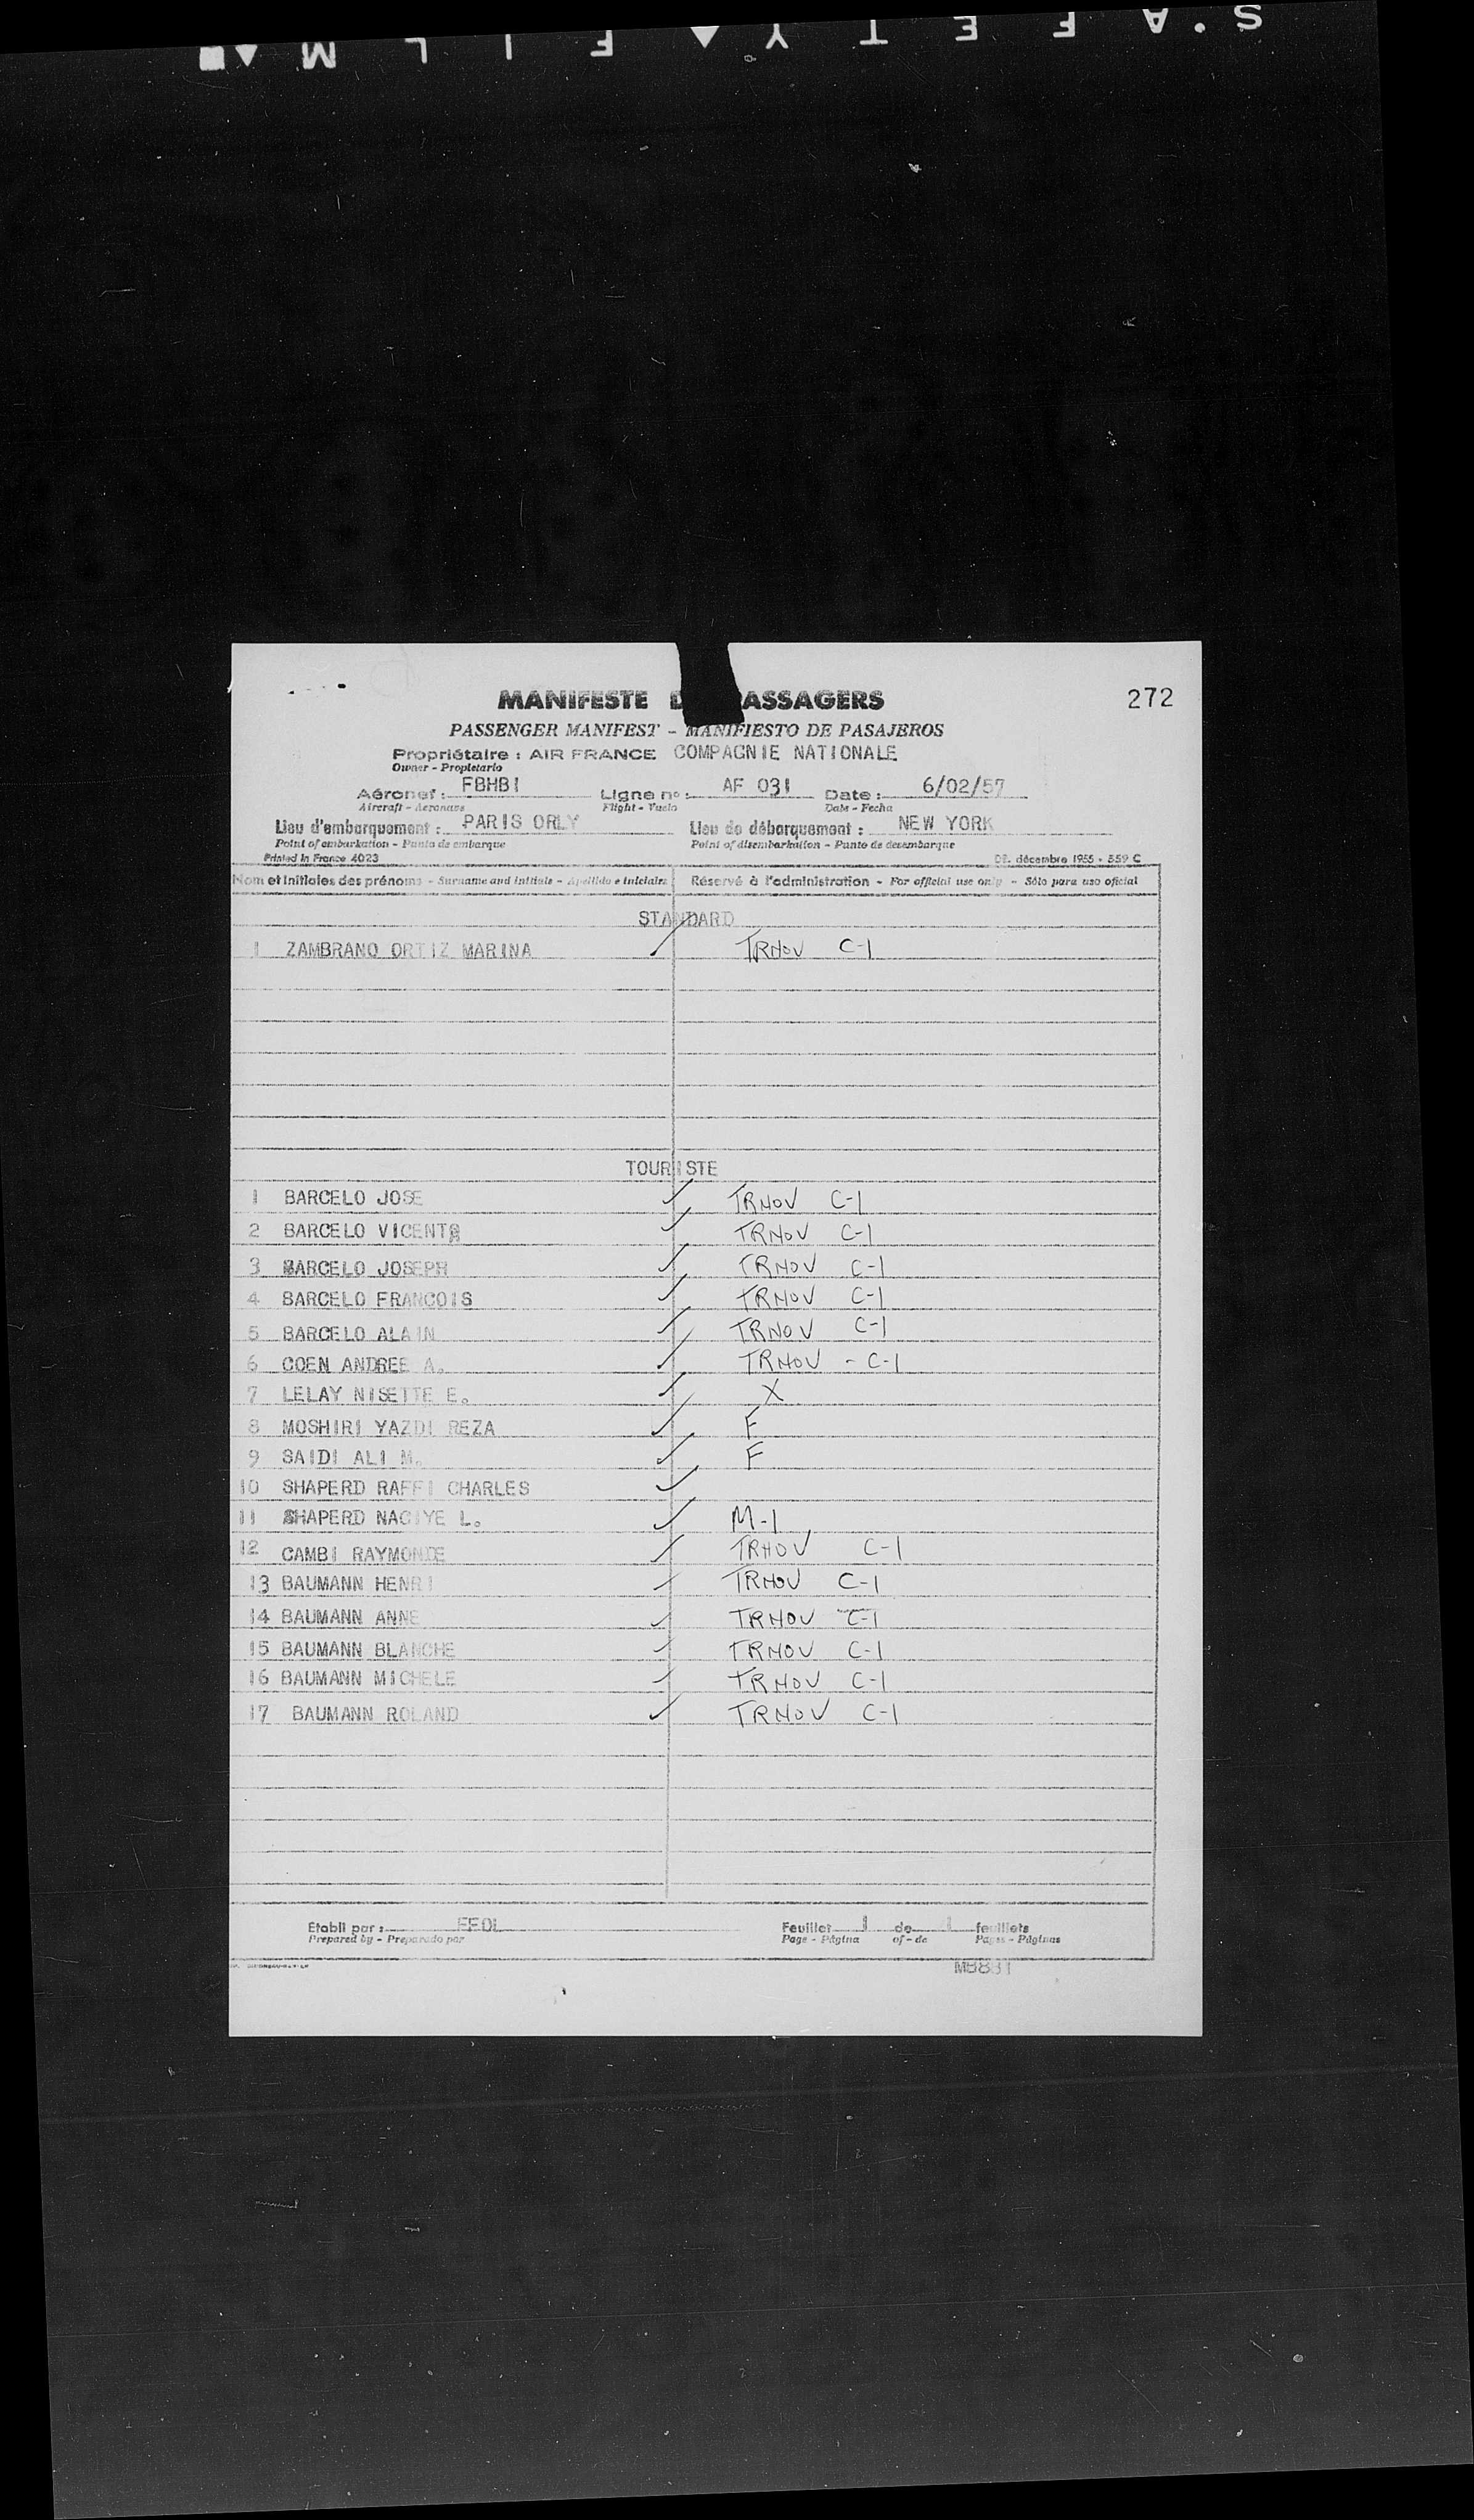 S.AFETY FILM
MANIFESTE D ASSAGERS
272
PASSENGER MANIFEST - MANIFIESTO DE PASAJEROS
Propriétaire : AIR FRANCE COMPAGNIE NATIONALE
Owner - Propietario
Aéronef : FBHBI Ligne no : AF 031 Date : 6/02/57
Aircraft - Aeronave Flight - Vuelo Date - Fecha
Lieu d'embarquement : PARIS ORLY Lieu de débarquement : NEW YORK
Point of embarkation - Punto de embarque Point of disembarkation - Punto de desembarque
Printed in France 4023 décembre 1955 - 559 C
Nom et initiales des prénoms - Surname and initials - Apellido e iniciales Réservé à l'administration - For official use only - Sólo para uso oficial
STANDARD
1 ZAMBRANO ORTIZ MARINA ✓ TRNOV C-1
TOURISTE
1 BARCELO JOSE ✓ TRNOV C-1
2 BARCELO VICENTE ✓ TRNOV C-1
3 BARCELO JOSEPH ✓ TRNOV C-1
4 BARCELO FRANCOIS ✓ TRNOV C-1
5 BARCELO ALAIN ✓ TRNOV C-1
6 COEN ANDREE A. ✓ TRNOV - C-1
7 LELAY NISETTE E. ✓ X
8 MOSHIRI YAZDI REZA ✓ F
9 SAIDI ALI M. ✓ F
10 SHAPERD RAFFI CHARLES ✓
11 SHAPERD NACIYE L. ✓ M-1
12 CAMBI RAYMONDE ✓ TRNOV C-1
13 BAUMANN HENRI ✓ TRNOV C-1
14 BAUMANN ANNE ✓ TRNOV C-1
15 BAUMANN BLANCHE ✓ TRNOV C-1
16 BAUMANN MICHELE ✓ TRNOV C-1
17 BAUMANN ROLAND ✓ TRNOV C-1
Etabli par : Feuillet 1 de 1 feuillets
Prepared by - Preparado por Page - Página of - de Pages - Páginas